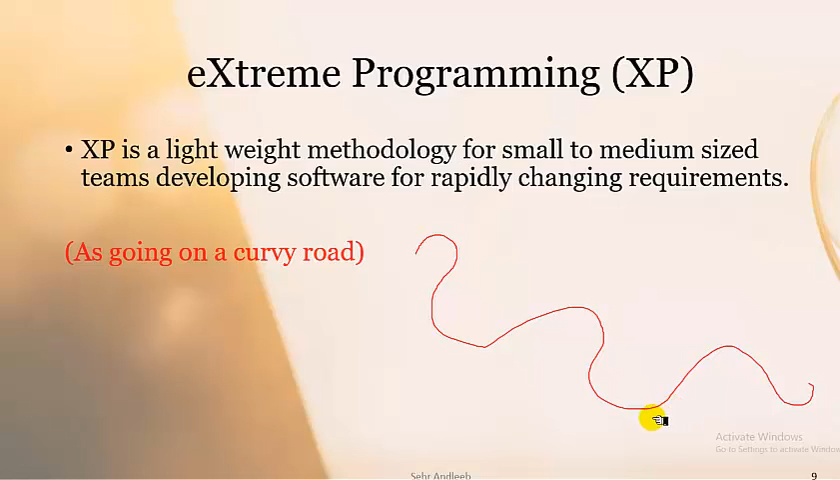 eXtreme Programming (XP)
• XP is a light weight methodology for small to medium sized
teams developing software for rapidly changing requirements.
(As going on a curvy road)
Activate Windows
Go to Settings to activate Window
Sehr Andleeb
9